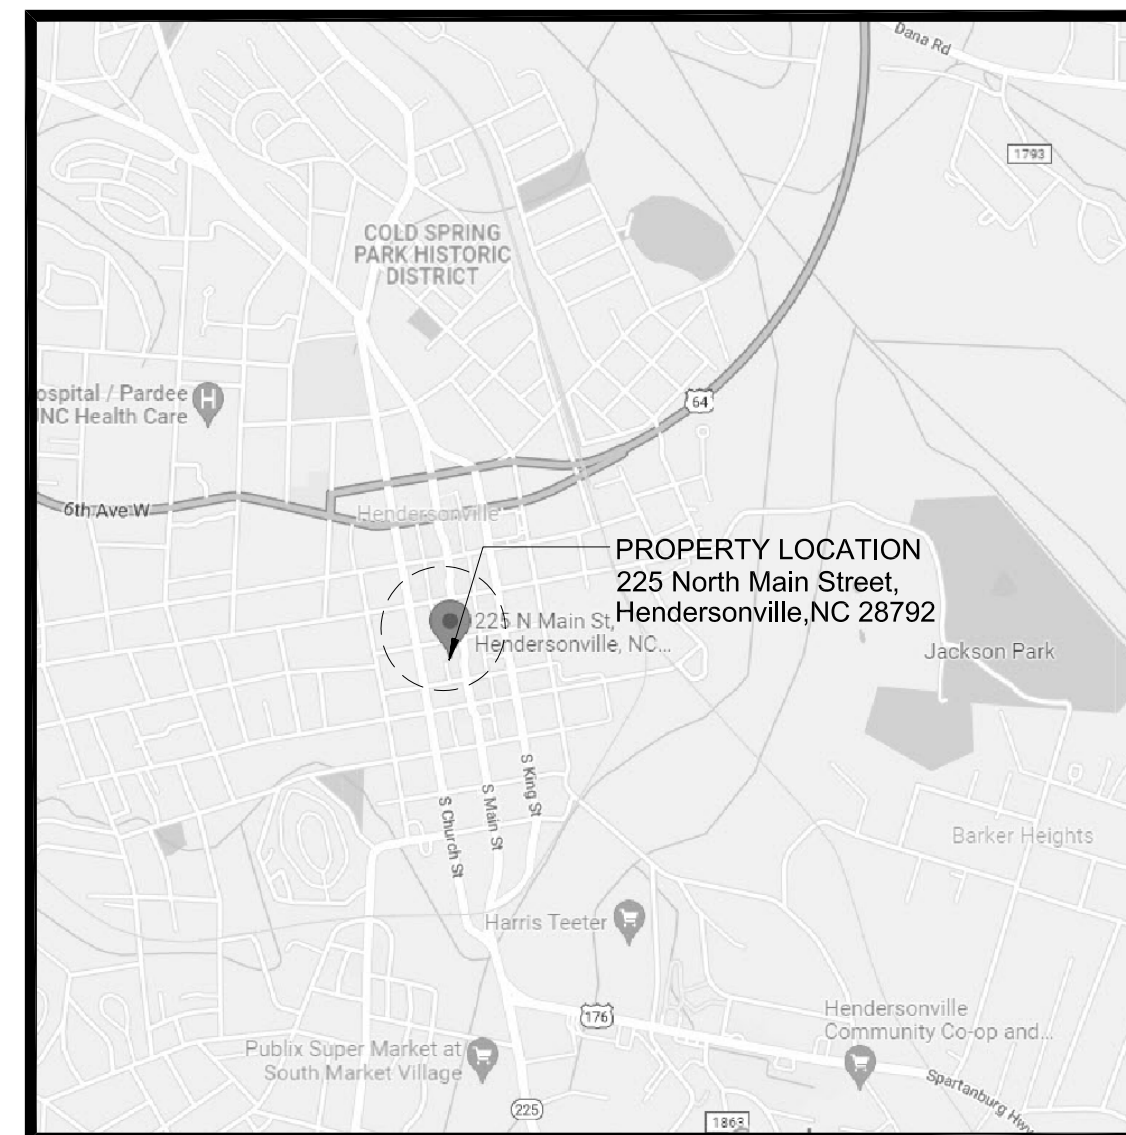 Dana Rd
1793
COLD SPRING
PARK HISTORIC
DISTRICT
ospital / Pardee
NC Health Care
H
64
6th Ave W
Hendersonville
PROPERTY LOCATION
225 North Main Street,
Hendersonville,NC 28792
225 N Main St,
Hendersonville, NC...
Jackson Park
S King St
S Main St
S Church St
Barker Heights
Harris Teeter
176
Hendersonville
Community Co-op and...
Publix Super Market at
South Market Village
Spartanburg Hwy
225
1863